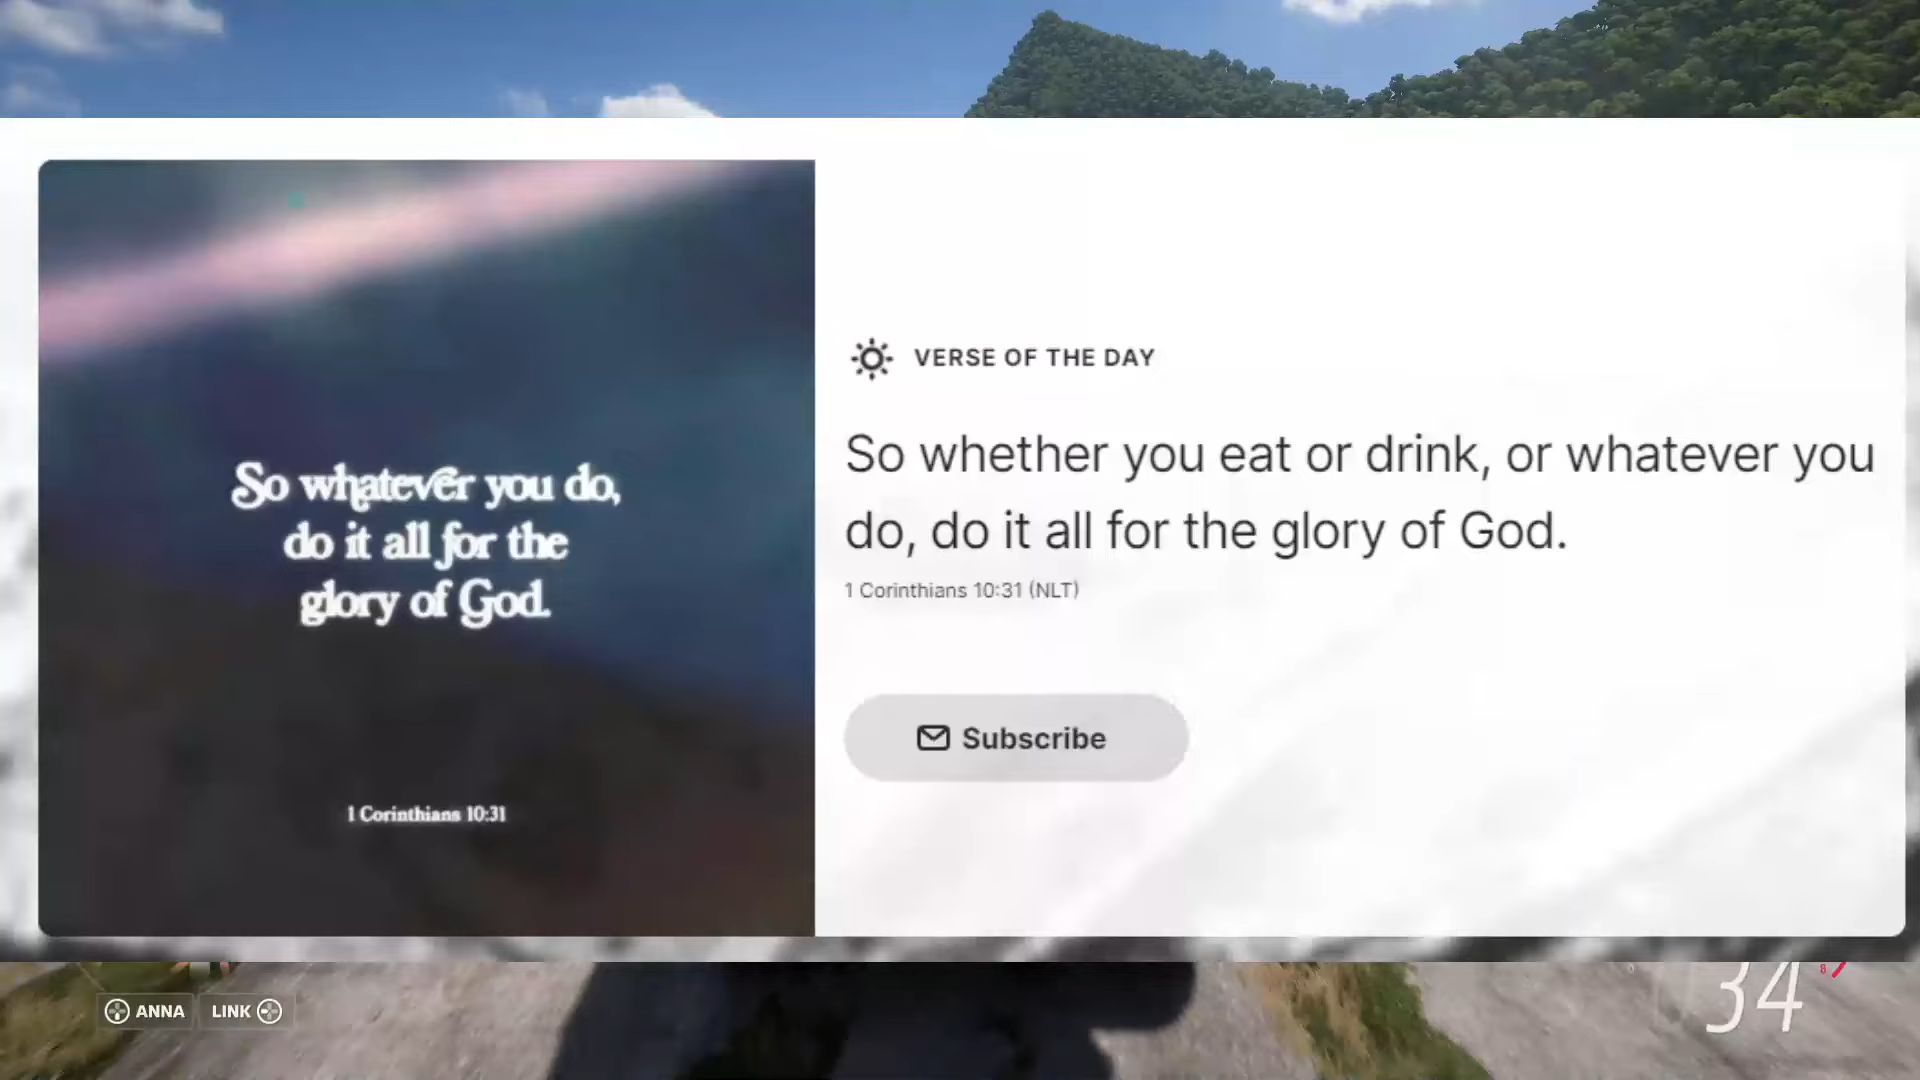 So whatever you do,
do it all for the
glory of God.
1 Corinthians 10:31
VERSE OF THE DAY
So whether you eat or drink, or whatever you
do, do it all for the glory of God.
1 Corinthians 10:31 (NLT)
Subscribe
ANNA LINK
34
8